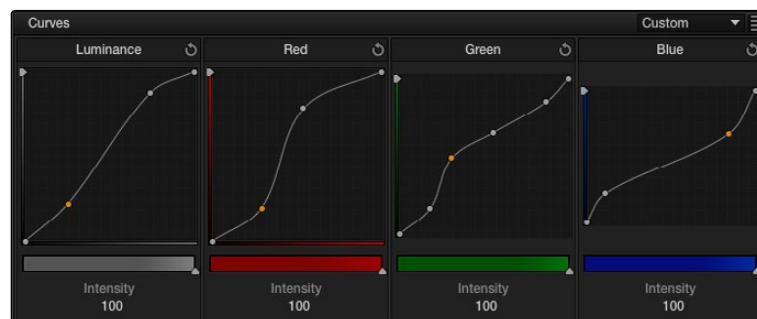 Curves Custom
Luminance Red Green Blue
Intensity Intensity Intensity Intensity
100 100 100 100